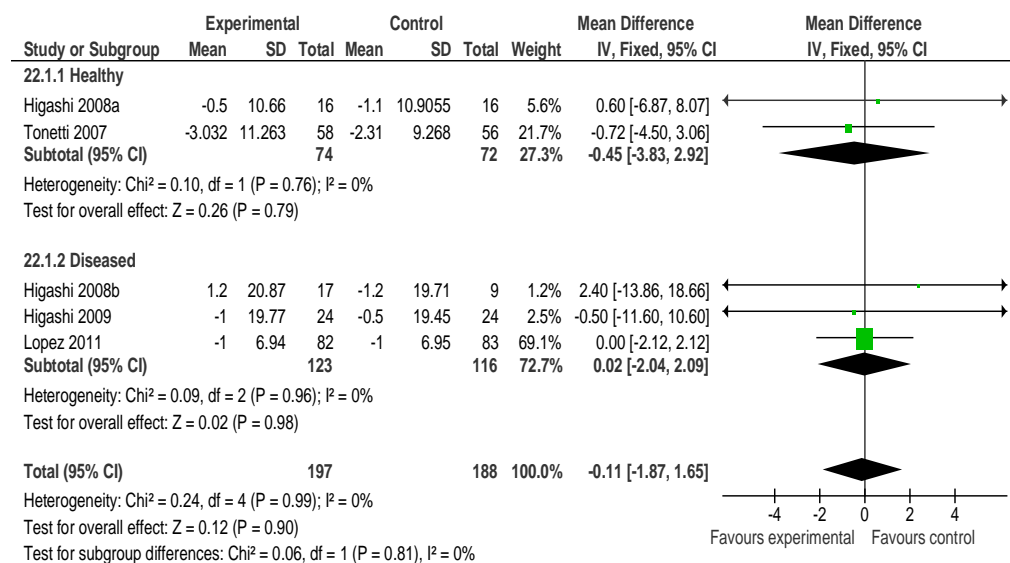 Experimental Control Mean Difference Mean Difference
Study or Subgroup Mean SD Total Mean SD Total Weight IV, Fixed, 95% CI IV, Fixed, 95% CI
22.1.1 Healthy
Higashi 2008a -0.5 10.66 16 -1.1 10.9055 16 5.6% 0.60 [-6.87, 8.07]
Tonetti 2007 -3.032 11.263 58 -2.31 9.268 56 21.7% -0.72 [-4.50, 3.06]
Subtotal (95% CI) 74 72 27.3% -0.45 [-3.83, 2.92]
Heterogeneity: Chi² = 0.10, df = 1 (P = 0.76); I² = 0%
Test for overall effect: Z = 0.26 (P = 0.79)
22.1.2 Diseased
Higashi 2008b 1.2 20.87 17 -1.2 19.71 9 1.2% 2.40 [-13.86, 18.66]
Higashi 2009 -1 19.77 24 -0.5 19.45 24 2.5% -0.50 [-11.60, 10.60]
Lopez 2011 -1 6.94 82 -1 6.95 83 69.1% 0.00 [-2.12, 2.12]
Subtotal (95% CI) 123 116 72.7% 0.02 [-2.04, 2.09]
Heterogeneity: Chi² = 0.09, df = 2 (P = 0.96); I² = 0%
Test for overall effect: Z = 0.02 (P = 0.98)
Total (95% CI) 197 188 100.0% -0.11 [-1.87, 1.65]
Heterogeneity: Chi² = 0.24, df = 4 (P = 0.99); I² = 0%
Test for overall effect: Z = 0.12 (P = 0.90)
Test for subgroup differences: Chi² = 0.06, df = 1 (P = 0.81), I² = 0%
-4 -2 0 2 4
Favours experimental Favours control